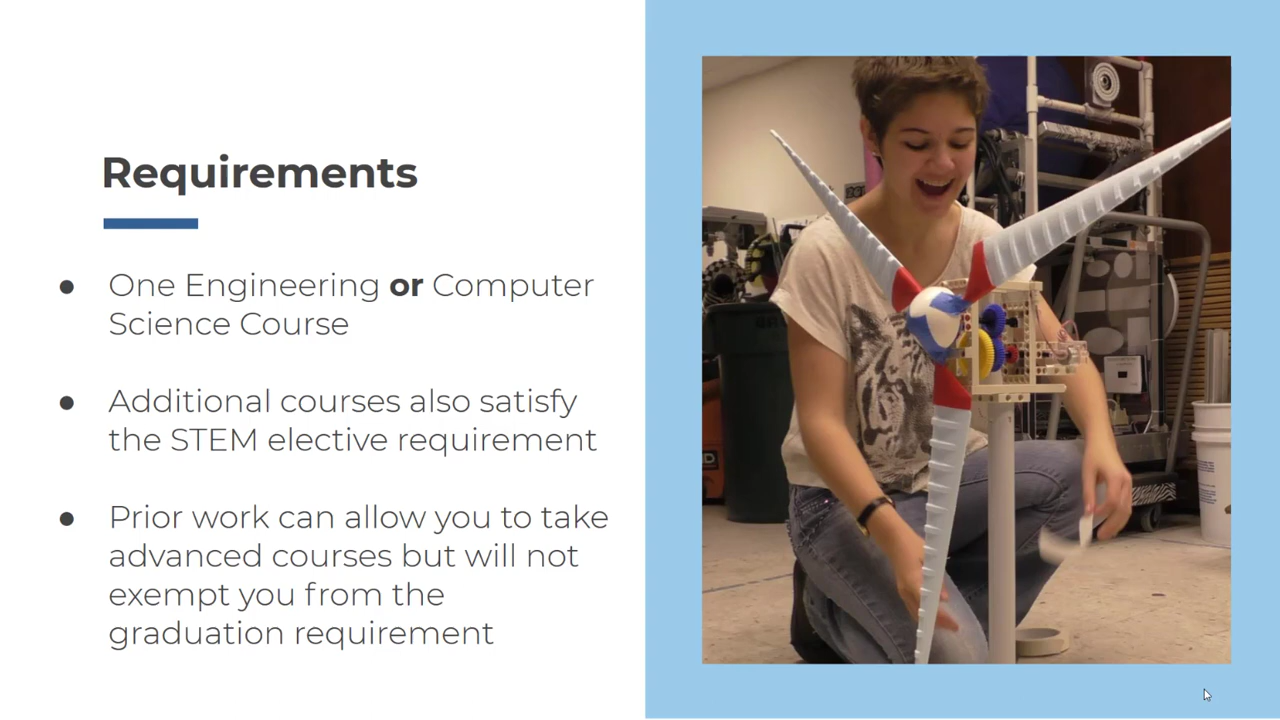 Requirements
● One Engineering or Computer
Science Course
● Additional courses also satisfy
the STEM elective requirement
● Prior work can allow you to take
advanced courses but will not
exempt you from the
graduation requirement